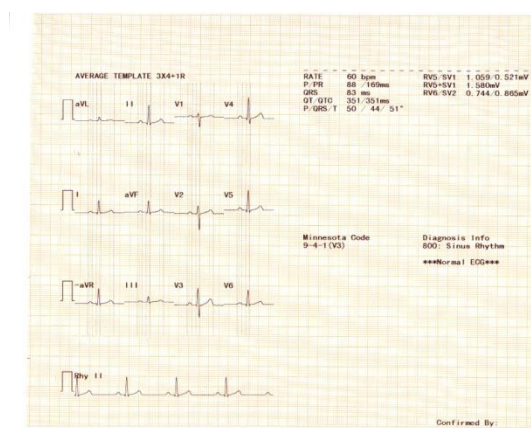 AVERAGE TEMPLATE 3X4+1R
aVL II V1 V4
I aVF V2 V5
-aVR III V3 V6
Rhy II
RATE 60 bpm
P/PR 88 /169ms
QRS 83 ms
QT/QTC 351/351ms
P/QRS/T 50 / 44/ 51°
RV5/SV1 1.059/0.521mV
RV5+SV1 1.580mV
RV6/SV2 0.744/0.865mV
Minnesota Code
9-4-1(V3)
Diagnosis Info
800: Sinus Rhythm
***Normal ECG***
Confirmed By: